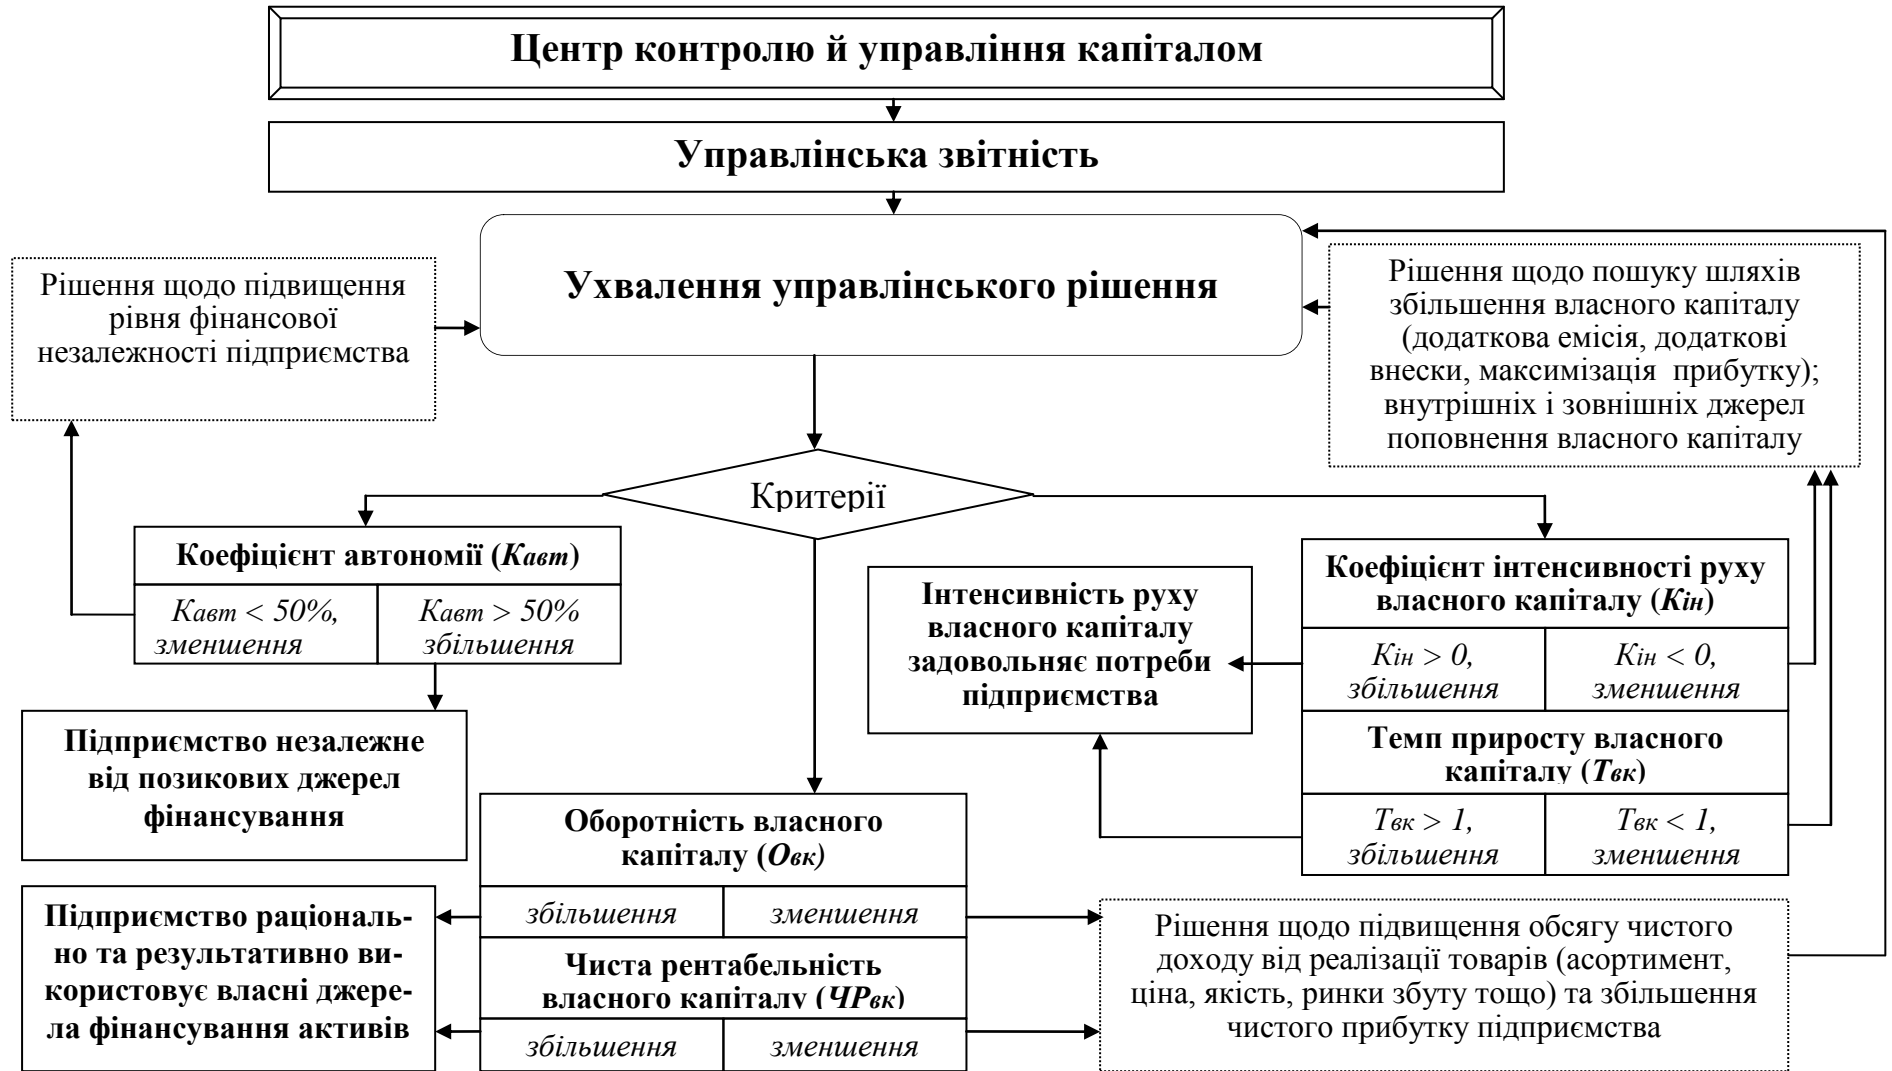 Центр контролю й управління капіталом
Управлінська звітність
Ухвалення управлінського рішення
Рішення щодо підвищення
рівня фінансової
незалежності підприємства
Рішення щодо пошуку шляхів
збільшення власного капіталу
(додаткова емісія, додаткові
внески, максимізація прибутку);
внутрішніх і зовнішніх джерел
поповнення власного капіталу
Критерії
Коефіцієнт автономії (Кавт)
Кавт < 50%,
зменшення
Кавт > 50%
збільшення
Підприємство незалежне
від позикових джерел
фінансування
Інтенсивність руху
власного капіталу
задовольняє потреби
підприємства
Коефіцієнт інтенсивності руху
власного капіталу (Кін)
Кін > 0,
збільшення
Кін < 0,
зменшення
Темп приросту власного
капіталу (Твк)
Твк > 1,
збільшення
Твк < 1,
зменшення
Оборотність власного
капіталу (Овк)
збільшення
зменшення
Чиста рентабельність
власного капіталу (ЧРвк)
збільшення
зменшення
Підприємство раціональ-
но та результативно ви-
користовує власні джере-
ла фінансування активів
Рішення щодо підвищення обсягу чистого
доходу від реалізації товарів (асортимент,
ціна, якість, ринки збуту тощо) та збільшення
чистого прибутку підприємства